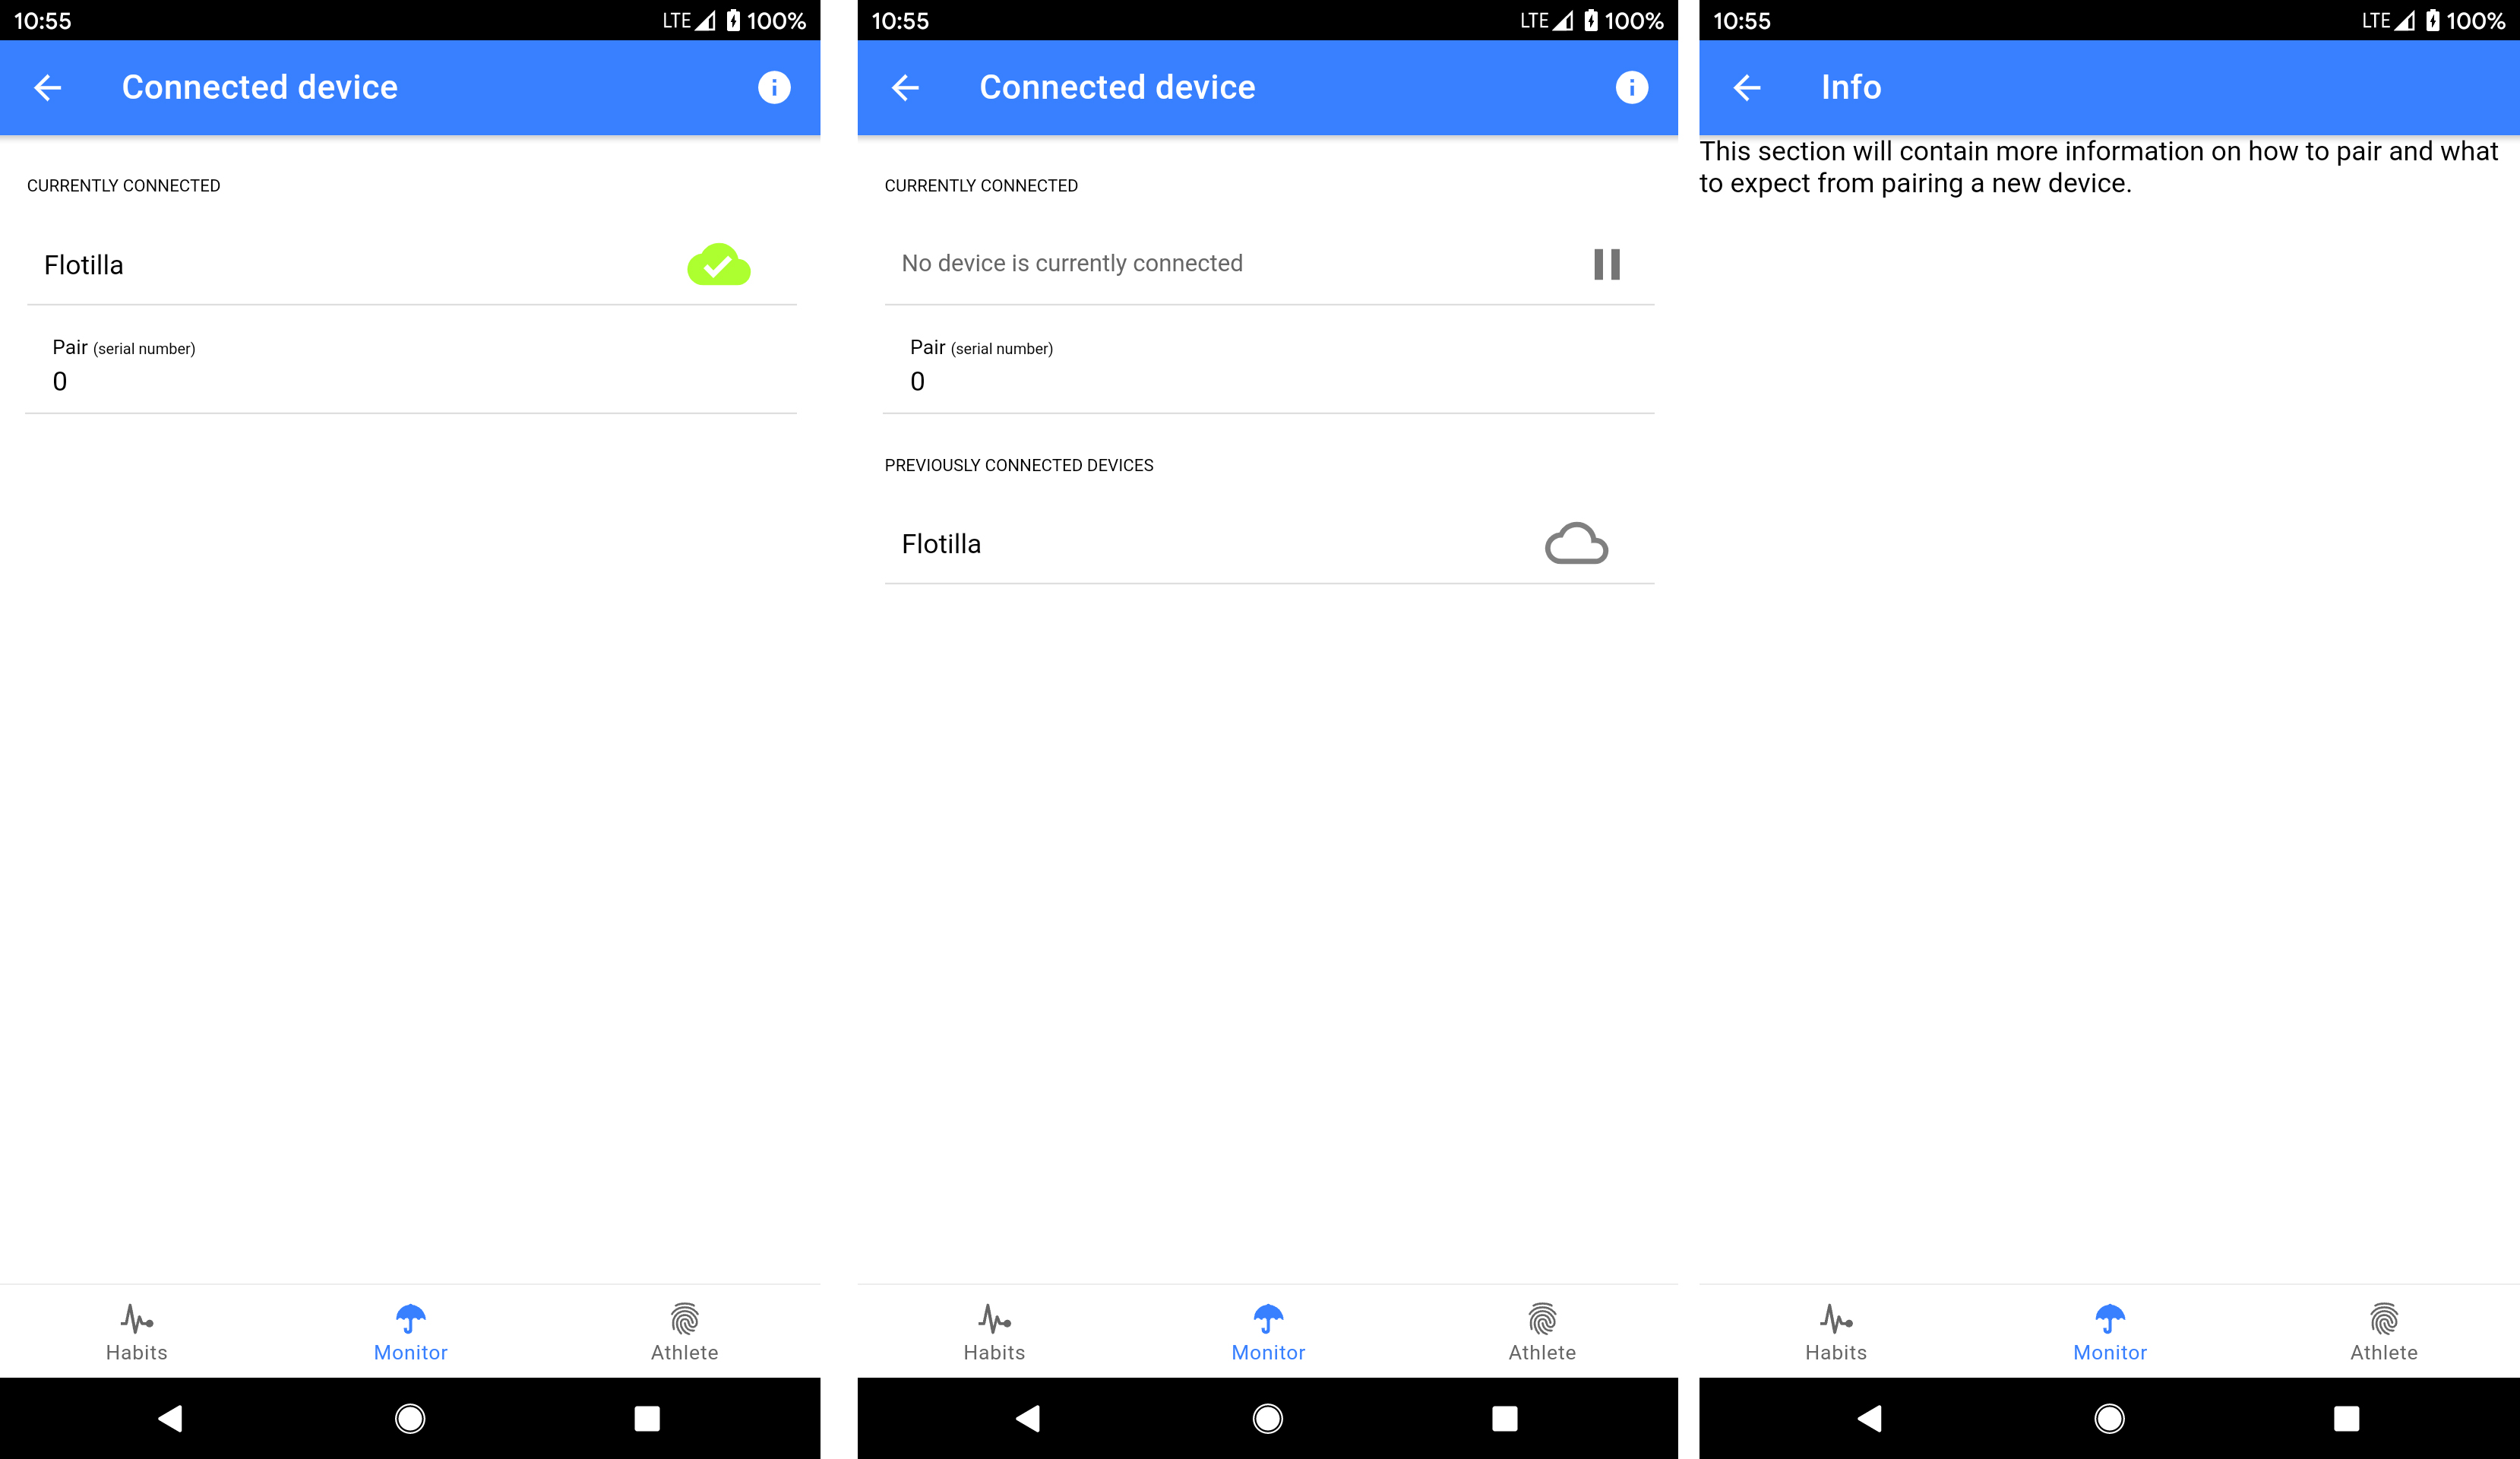 10:55
LTE 100%
Connected device
CURRENTLY CONNECTED
Flotilla
Pair (serial number)
0
Habits
Monitor
Athlete
10:55
LTE 100%
Connected device
CURRENTLY CONNECTED
No device is currently connected
Pair (serial number)
0
PREVIOUSLY CONNECTED DEVICES
Flotilla
Habits
Monitor
Athlete
10:55
LTE 100%
Info
This section will contain more information on how to pair and what
to expect from pairing a new device.
Habits
Monitor
Athlete